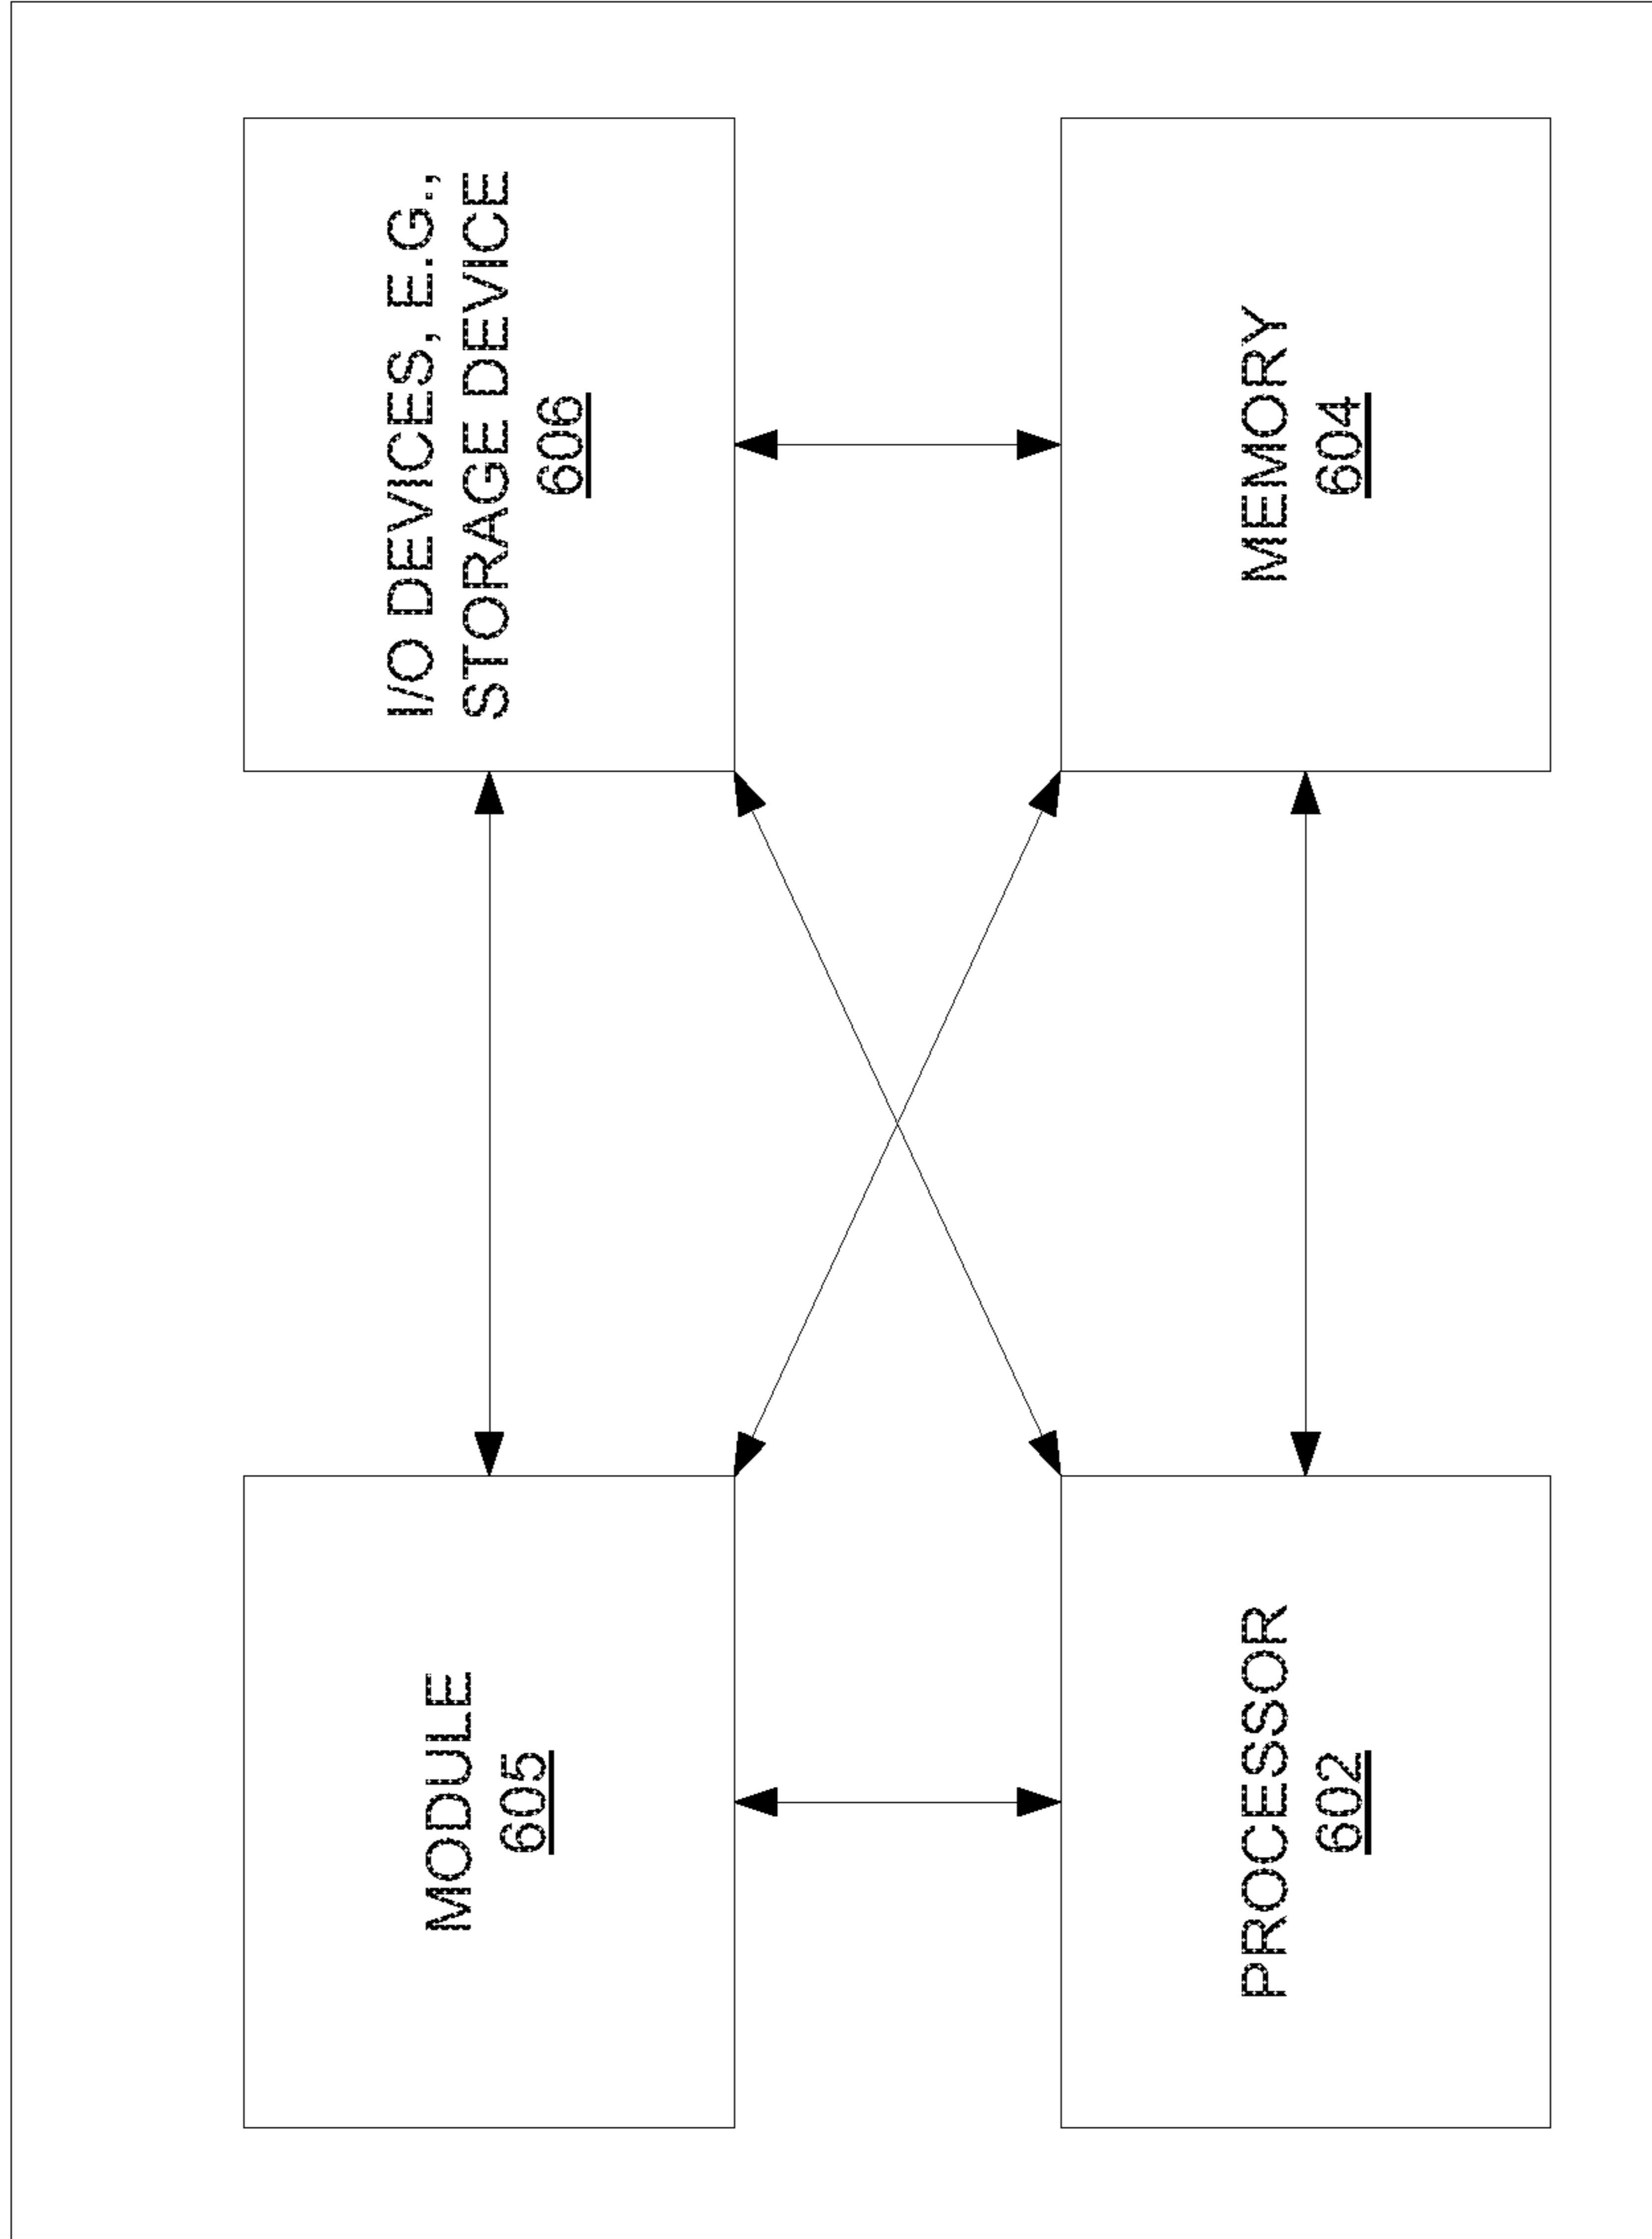 MODULE
605
I/O DEVICES, E.G.,
STORAGE DEVICE
606
PROCESSOR
602
MEMORY
604